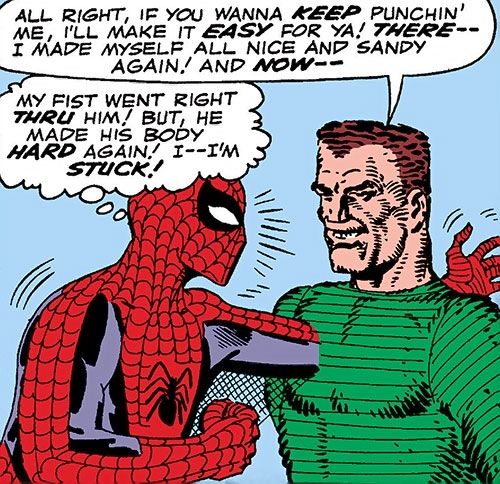 ALL RIGHT, IF YOU WANNA KEEP PUNCHIN'
ME, I'LL MAKE IT EASY FOR YA! THERE--
I MADE MYSELF ALL NICE AND SANDY
AGAIN! AND NOW--
MY FIST WENT RIGHT
THRU HIM! BUT, HE
MADE HIS BODY
HARD AGAIN! I--I'M
STUCK!